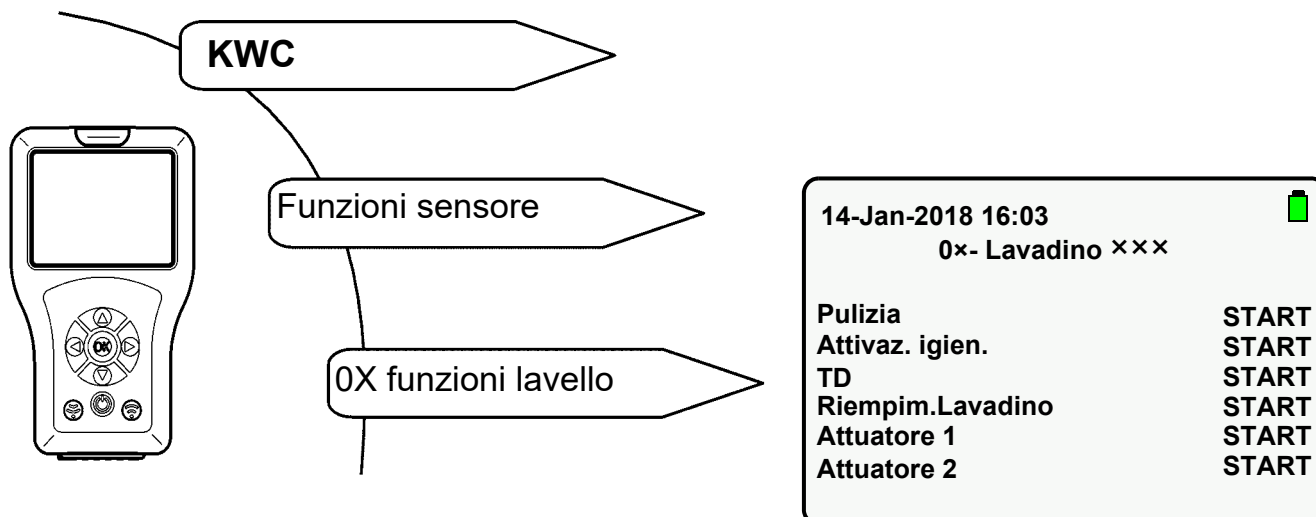 KWC
Funzioni sensore
0X funzioni lavello
OK
14-Jan-2018 16:03
0×- Lavadino ×××
Pulizia START
Attivaz. igien. START
TD START
Riempim.Lavadino START
Attuatore 1 START
Attuatore 2 START